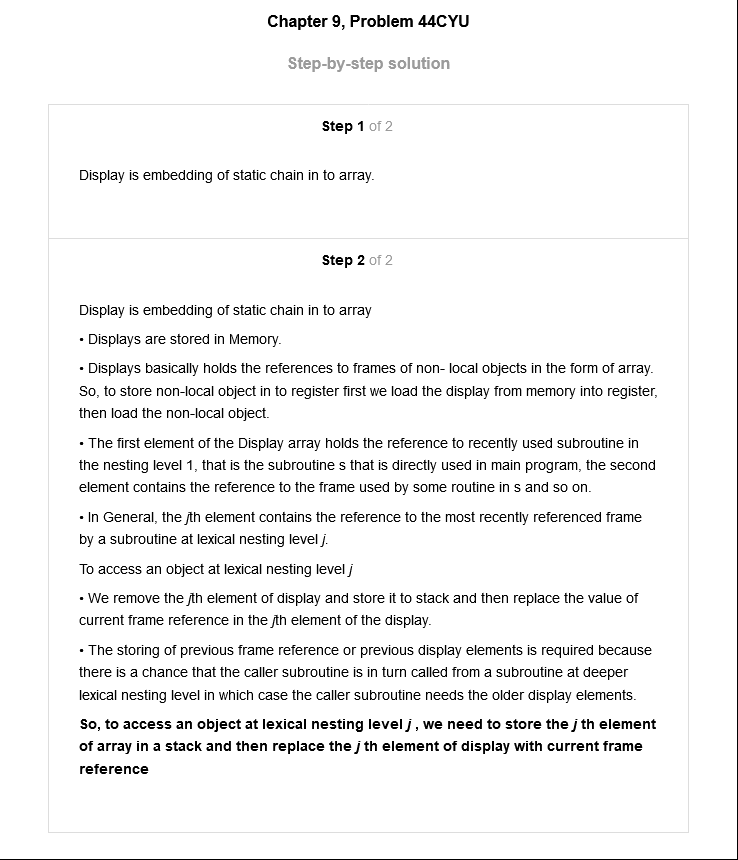 Chapter 9, Problem 44CYU
Step-by-step solution
Step 1 of 2
Display is embedding of static chain in to array.
Step 2 of 2
Display is embedding of static chain in to array
• Displays are stored in Memory.
• Displays basically holds the references to frames of non- local objects in the form of array.
So, to store non-local object in to register first we load the display from memory into register,
then load the non-local object.
• The first element of the Display array holds the reference to recently used subroutine in
the nesting level 1, that is the subroutine s that is directly used in main program, the second
element contains the reference to the frame used by some routine in s and so on.
• In General, the jth element contains the reference to the most recently referenced frame
by a subroutine at lexical nesting level j.
To access an object at lexical nesting level j
• We remove the jth element of display and store it to stack and then replace the value of
current frame reference in the jth element of the display.
• The storing of previous frame reference or previous display elements is required because
there is a chance that the caller subroutine is in turn called from a subroutine at deeper
lexical nesting level in which case the caller subroutine needs the older display elements.
So, to access an object at lexical nesting level j , we need to store the j th element
of array in a stack and then replace the j th element of display with current frame
reference